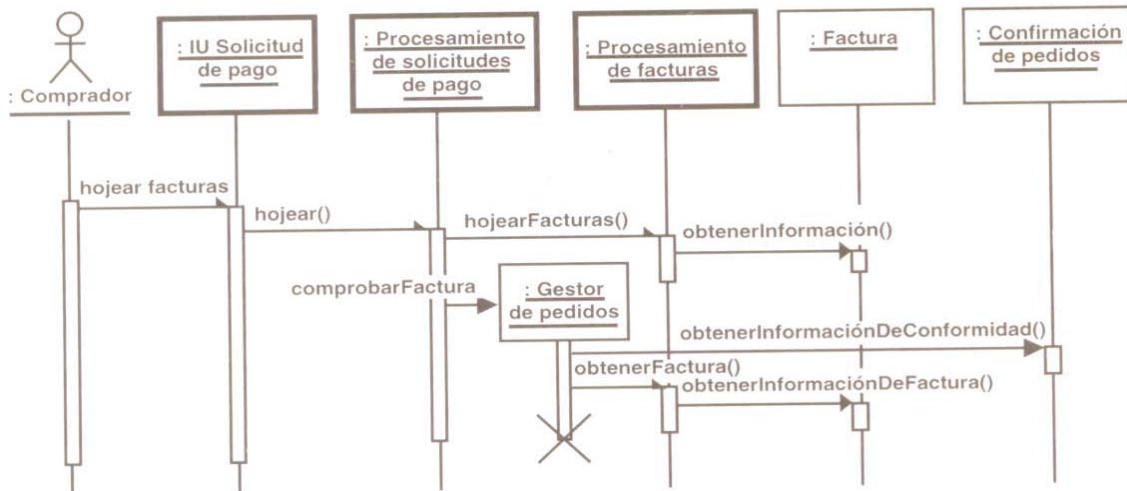 : Comprador
: IU Solicitud
de pago
: Procesamiento
de solicitudes
de pago
: Procesamiento
de facturas
: Factura
: Confirmación
de pedidos
hojear facturas
hojear()
hojearFacturas()
obtenerInformación()
comprobarFactura
: Gestor
de pedidos
obtenerInformaciónDeConformidad()
obtenerFactura()
obtenerInformaciónDeFactura()